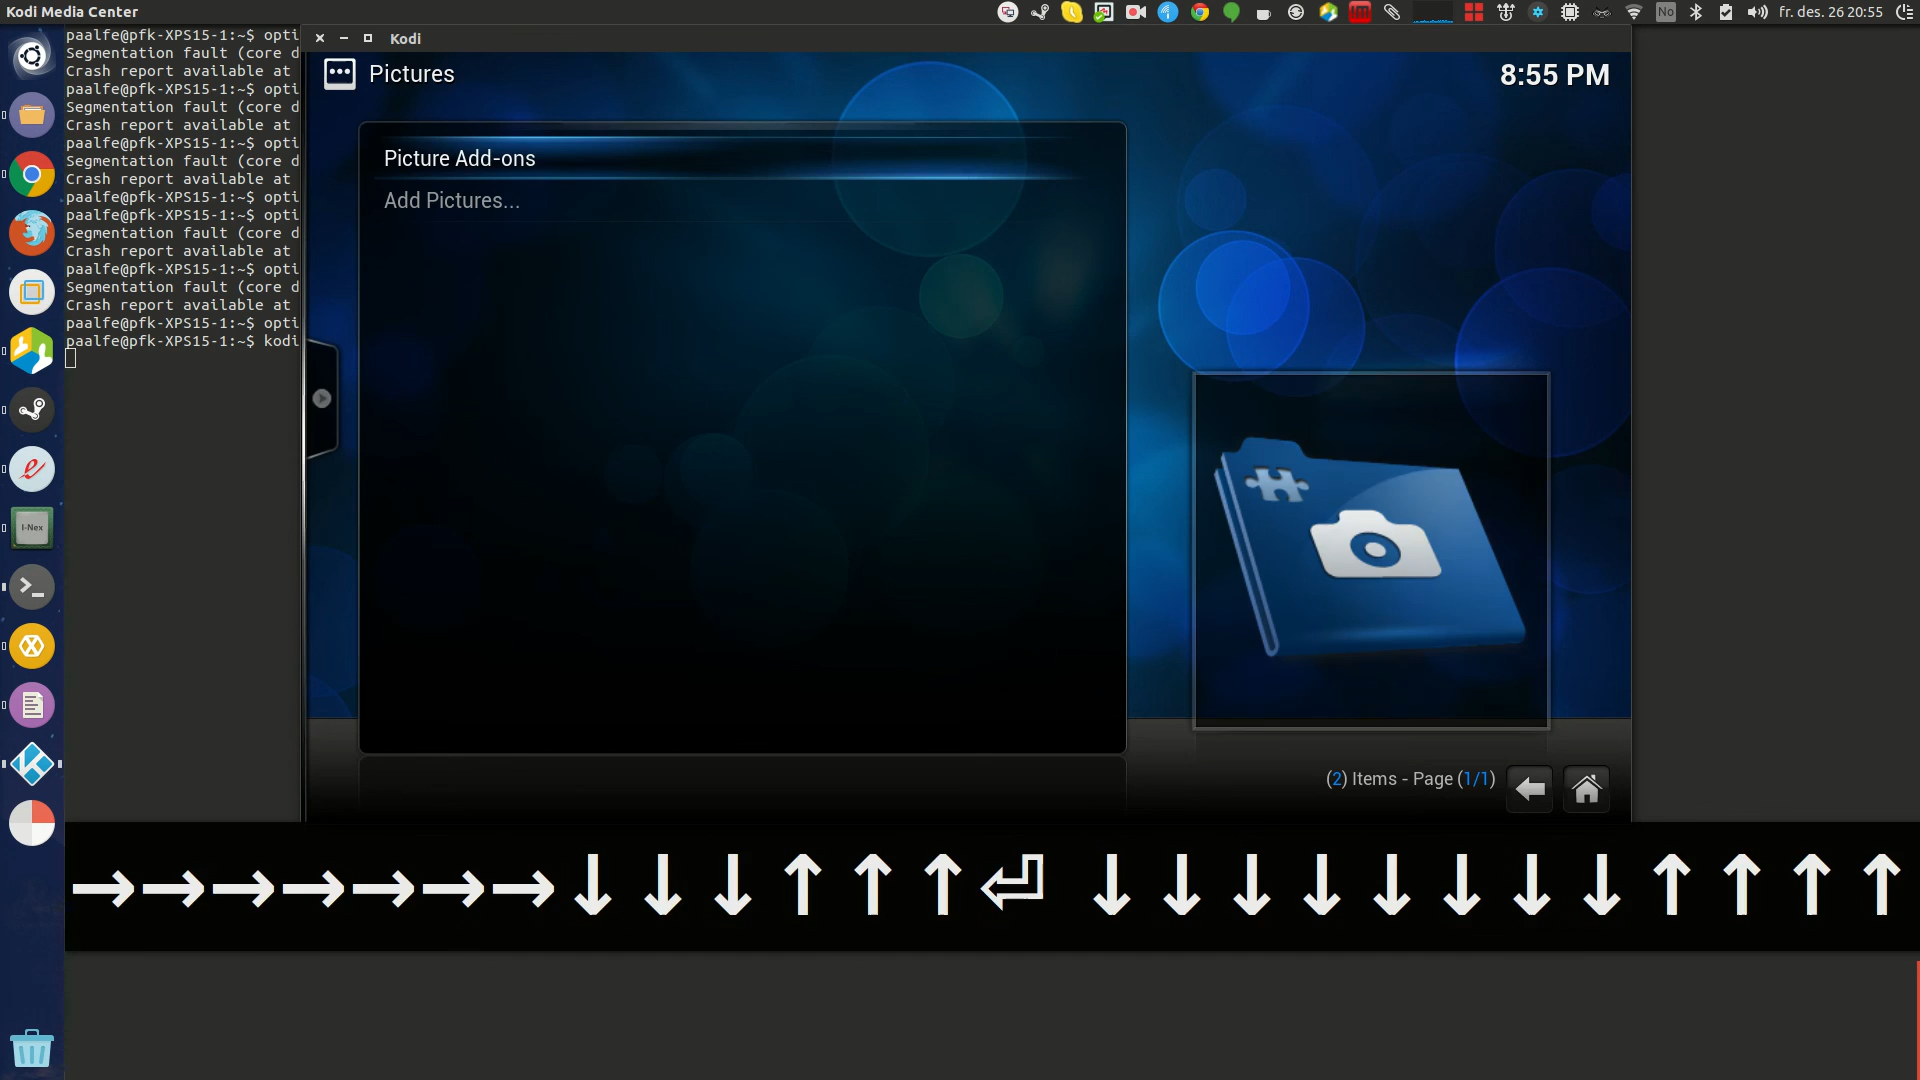 Kodi Media Center
No
fr. des. 26 20:55
paalfe@pfk-XPS15-1:~$ opti
Segmentation fault (core d
Crash report available at
paalfe@pfk-XPS15-1:~$ opti
Segmentation fault (core d
Crash report available at
paalfe@pfk-XPS15-1:~$ opti
Segmentation fault (core d
Crash report available at
paalfe@pfk-XPS15-1:~$ opti
paalfe@pfk-XPS15-1:~$ opti
Segmentation fault (core d
Crash report available at
paalfe@pfk-XPS15-1:~$ opti
Segmentation fault (core d
Crash report available at
paalfe@pfk-XPS15-1:~$ opti
paalfe@pfk-XPS15-1:~$ kodi
I-Nex
Kodi
Pictures
8:55 PM
Picture Add-ons
Add Pictures...
(2) Items - Page (1/1)
→→→→→→→↓↓↓↑↑↑⏎ ↓↓↓↓↓↓↓↓↑↑↑↑